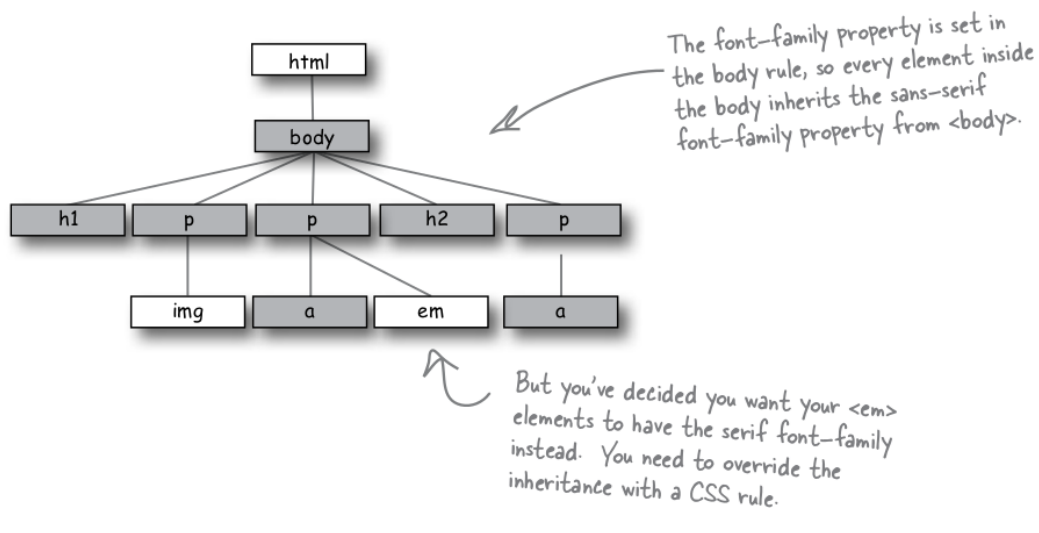 html
The font-family property is set in
the body rule, so every element inside
the body inherits the sans-serif
font-family property from <body>.
body
h1 p p h2 p
img a em a
But you've decided you want your <em>
elements to have the serif font-family
instead. You need to override the
inheritance with a CSS rule.